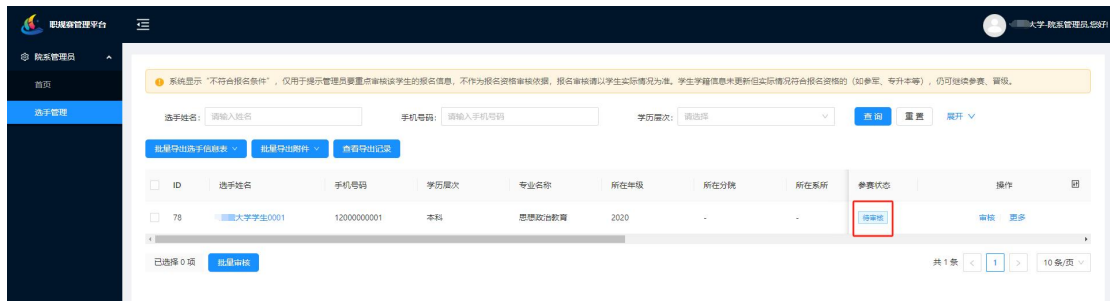 职规赛管理平台
大学-院系管理员,您好!
院系管理员
首页
选手管理
系统显示“不符合报名条件”，仅用于提示管理员要重点审核该学生的报名信息，不作为报名资格审核依据，报名审核请以学生实际情况为准。学生学籍信息未更新但实际情况符合报名资格的（如参军、专升本等），仍可继续参赛、晋级。
选手姓名: 请输入姓名 手机号码: 请输入手机号码 学历层次: 请选择 查询 重置 展开
批量导出选手信息表 批量导出附件 查看导出记录
ID 选手姓名 手机号码 学历层次 专业名称 所在年级 所在分院 所在系所 参赛状态 操作
78 大学学生0001 12000000001 本科 思想政治教育 2020 - - 待审核 审核 更多
已选择 0 项 批量审核 共 1 条 < 1 > 10 条/页